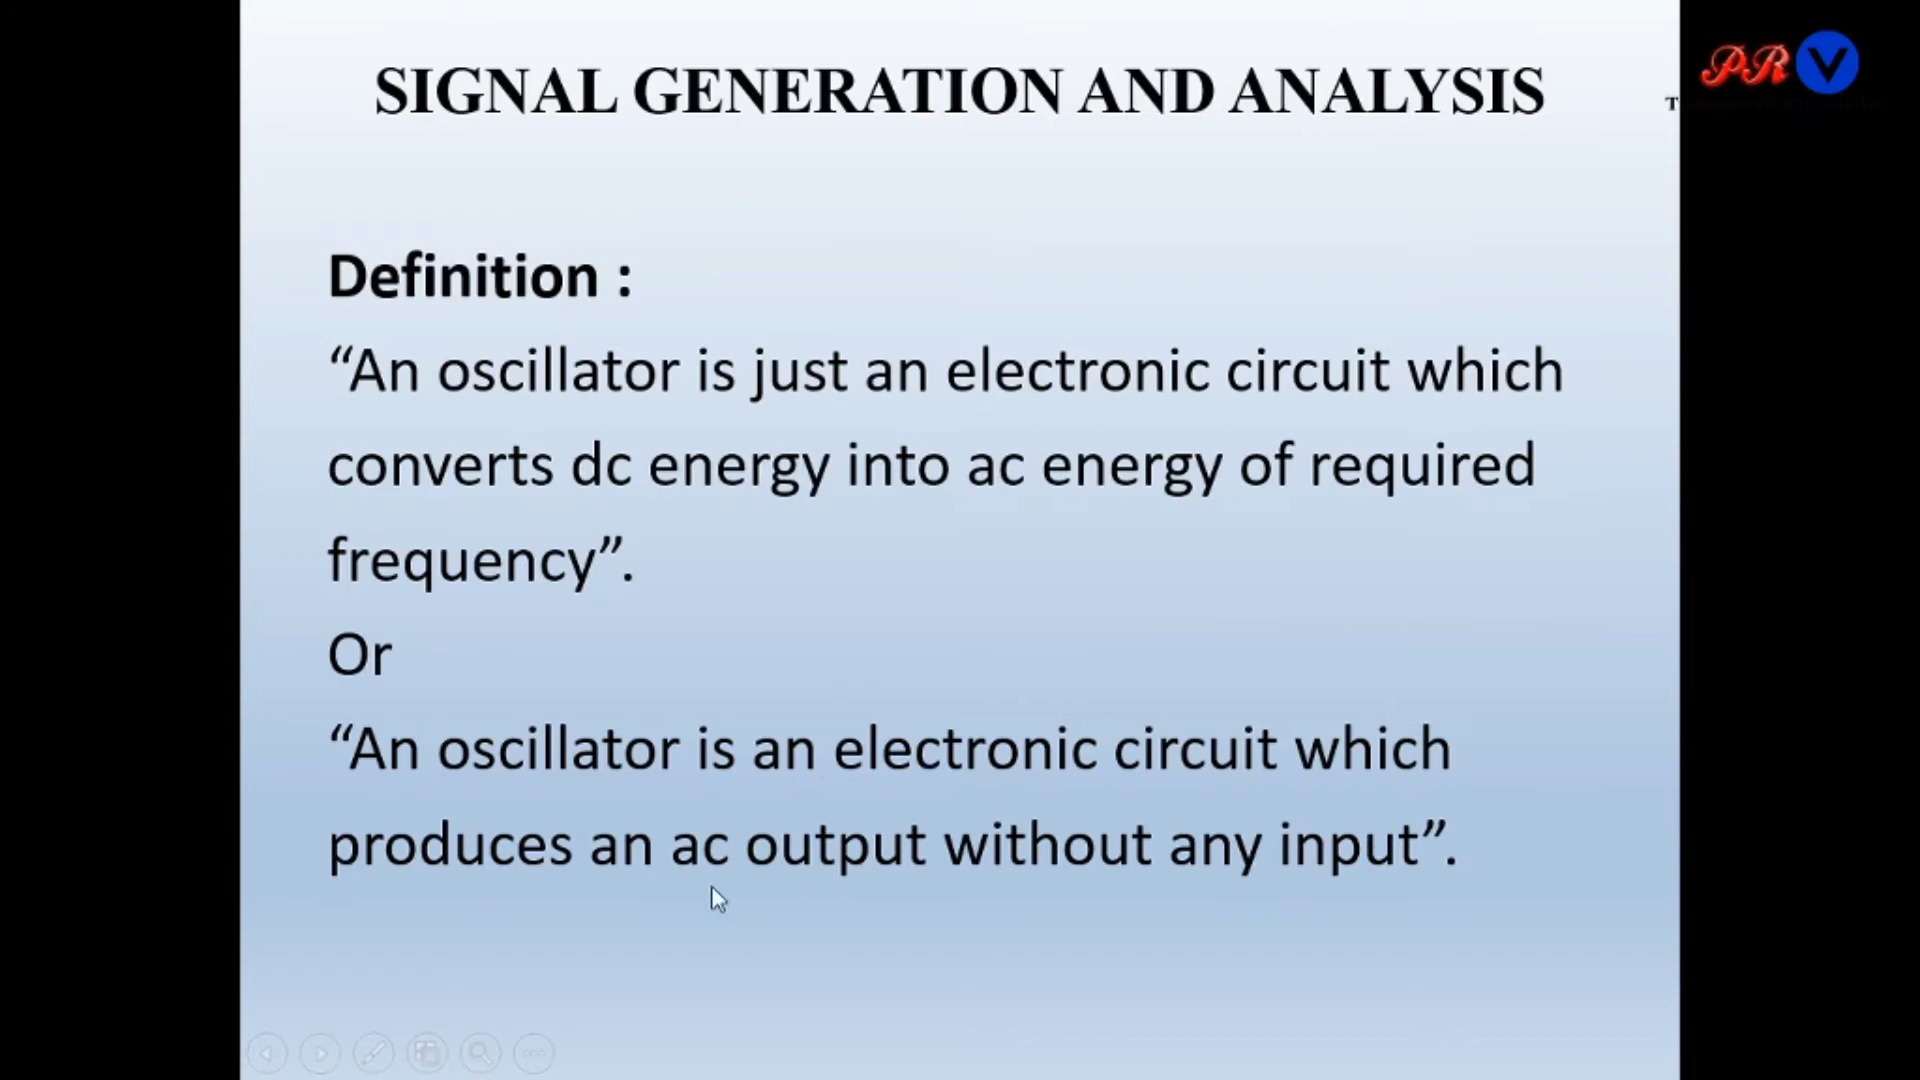 SIGNAL GENERATION AND ANALYSIS
PR V
Definition :
“An oscillator is just an electronic circuit which
converts dc energy into ac energy of required
frequency”.
Or
“An oscillator is an electronic circuit which
produces an ac output without any input”.